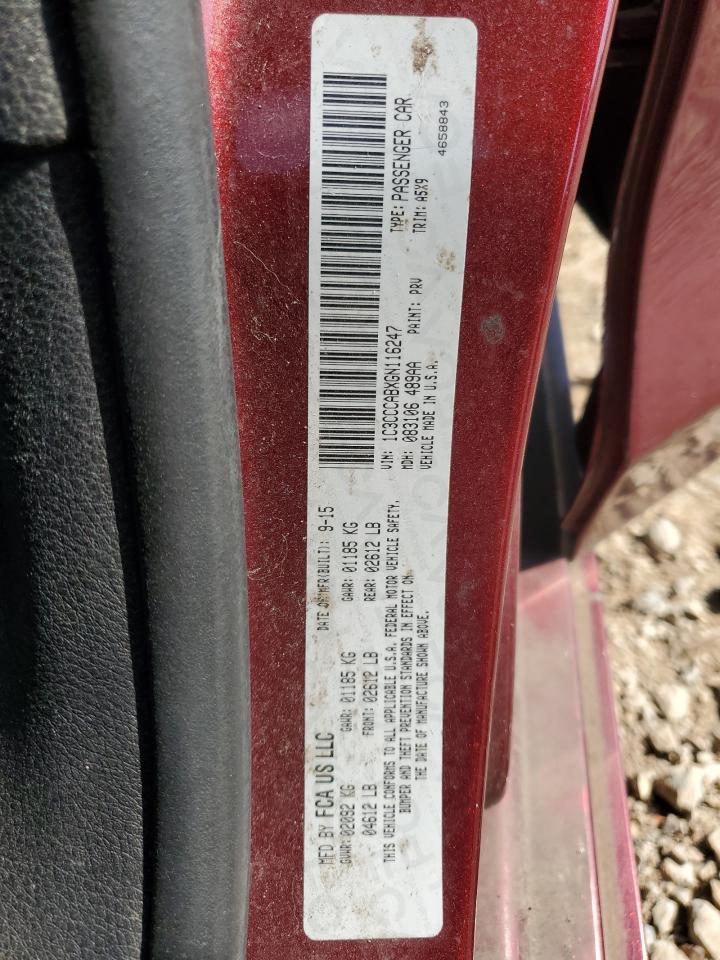 MFD BY FCA US LLC
DATE OF MFR(BUILT): 9-15
GVWR: 02092 KG
GAWR: 01185 KG
GAWR: 01185 KG
04612 LB
FRONT: 02612 LB
REAR: 02612 LB
THIS VEHICLE CONFORMS TO ALL APPLICABLE U.S.A. FEDERAL MOTOR VEHICLE SAFETY,
BUMPER AND THEFT PREVENTION STANDARDS IN EFFECT ON
THE DATE OF MANUFACTURE SHOWN ABOVE.
VIN: 1C3CCCABXGN116247
TYPE: PASSENGER CAR
MDH: 083106 489AA
PAINT: PRV
TRIM: A5X9
VEHICLE MADE IN U.S.A.
4658843